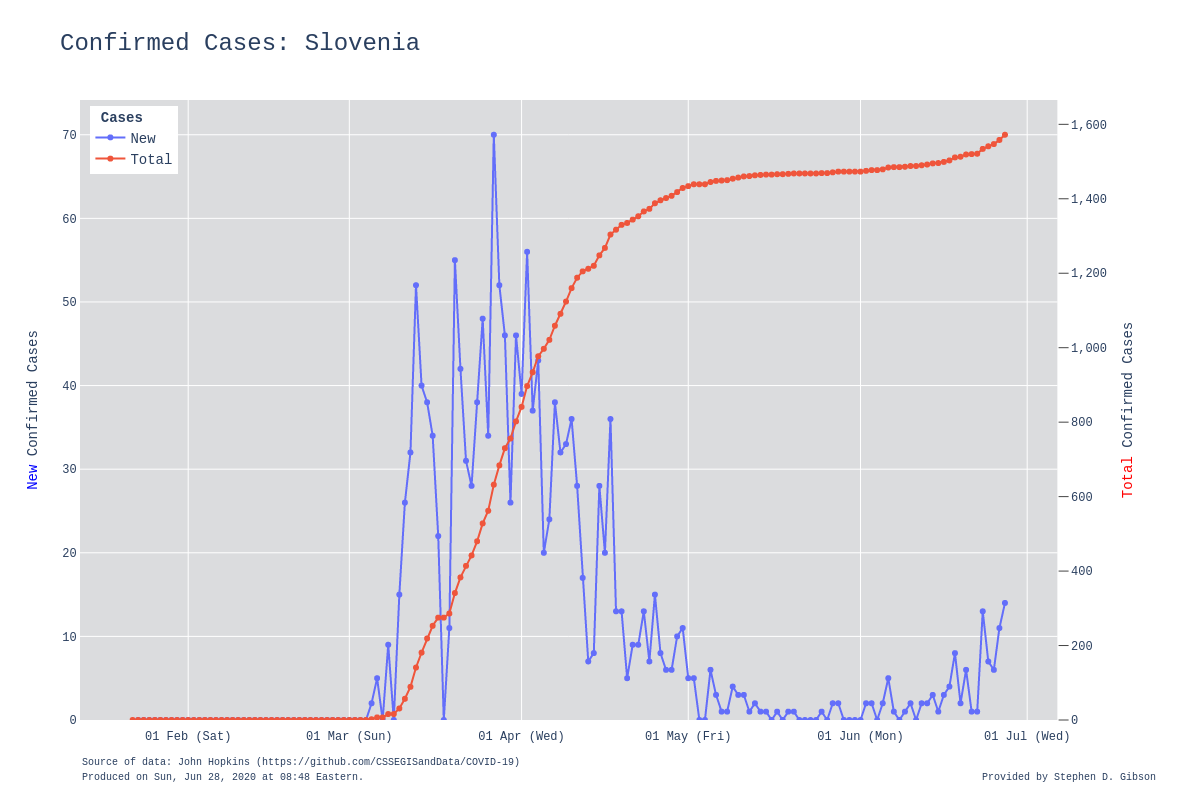 Confirmed Cases: Slovenia
Cases
New
Total
70
60
50
40
30
20
10
0
1,600
1,400
1,200
1,000
800
600
400
200
0
New Confirmed Cases
Total Confirmed Cases
01 Feb (Sat)
01 Mar (Sun)
01 Apr (Wed)
01 May (Fri)
01 Jun (Mon)
01 Jul (Wed)
Source of data: John Hopkins (https://github.com/CSSEGISandData/COVID-19)
Produced on Sun, Jun 28, 2020 at 08:48 Eastern.
Provided by Stephen D. Gibson